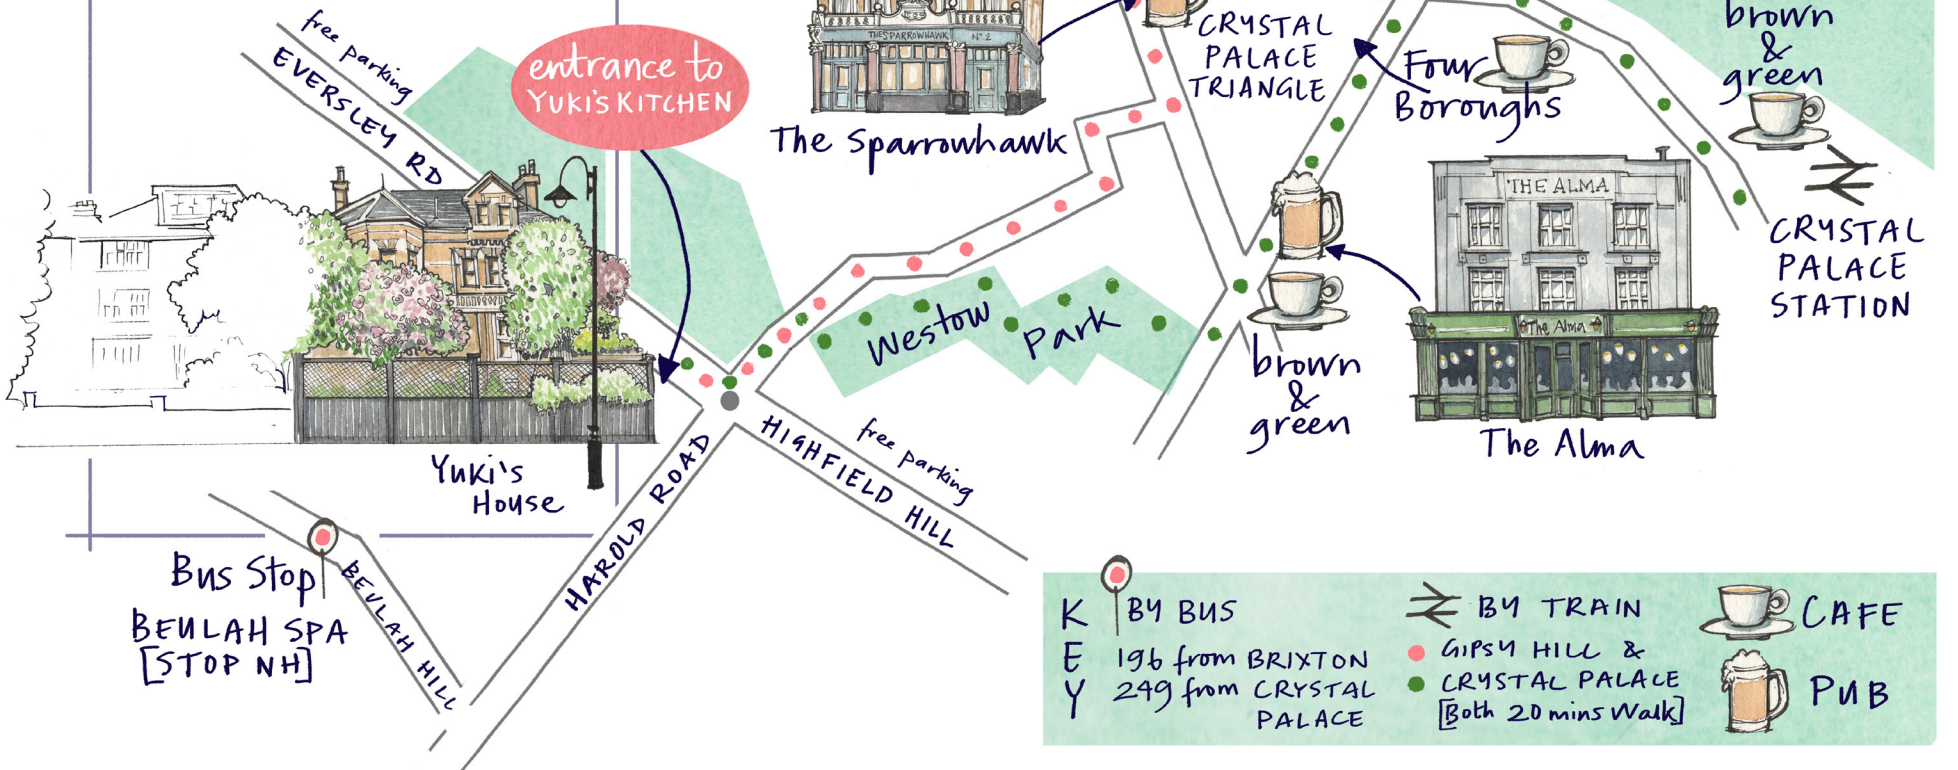 free parking
EVERSLEY RD
entrance to
YUKI'S KITCHEN
THE SPARROWHAWK
Nº 2
The Sparrowhawk
CRYSTAL
PALACE
TRIANGLE
Four
Boroughs
brown
&
green
THE ALMA
The Alma
The Alma
CRYSTAL
PALACE
STATION
Westow
Park
brown
&
green
Yuki's
House
HAROLD ROAD
free parking
HIGHFIELD HILL
Bus Stop
BEULAH SPA
[STOP NH]
BEULAH HILL
KEY
BY BUS
196 from BRIXTON
249 from CRYSTAL
PALACE
BY TRAIN
GIPSY HILL &
CRYSTAL PALACE
[Both 20 mins Walk]
CAFE
PUB